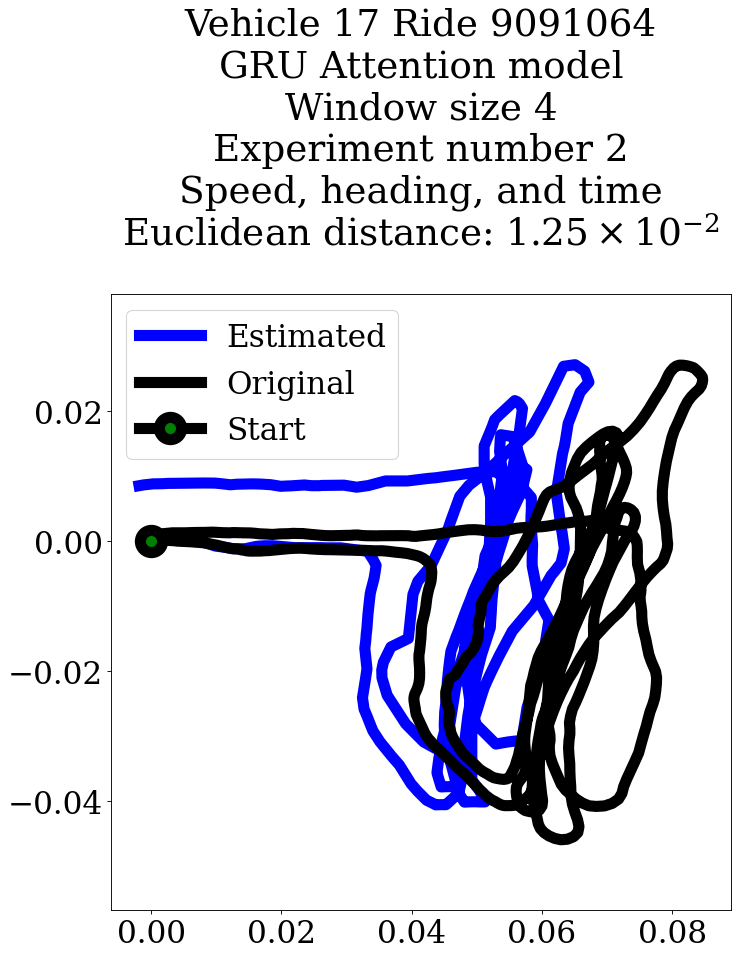 Vehicle 17 Ride 9091064
GRU Attention model
Window size 4
Experiment number 2
Speed, heading, and time
Euclidean distance: 1.25 × 10⁻²
Estimated
Original
Start
0.02
0.00
−0.02
−0.04
0.00 0.02 0.04 0.06 0.08